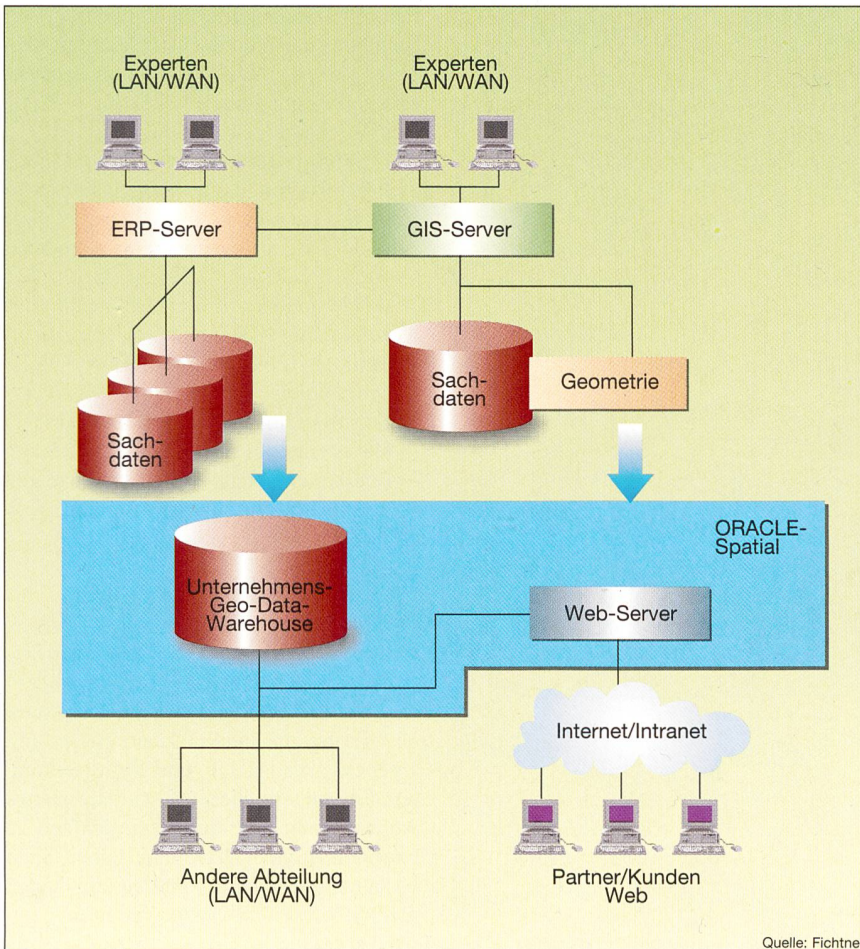 Experten
(LAN/WAN)
Experten
(LAN/WAN)
ERP-Server
GIS-Server
Sach-
daten
Sach-
daten
Geometrie
ORACLE-
Spatial
Unternehmens-
Geo-Data-
Warehouse
Web-Server
Internet/Intranet
Andere Abteilung
(LAN/WAN)
Partner/Kunden
Web
Quelle: Fichtne